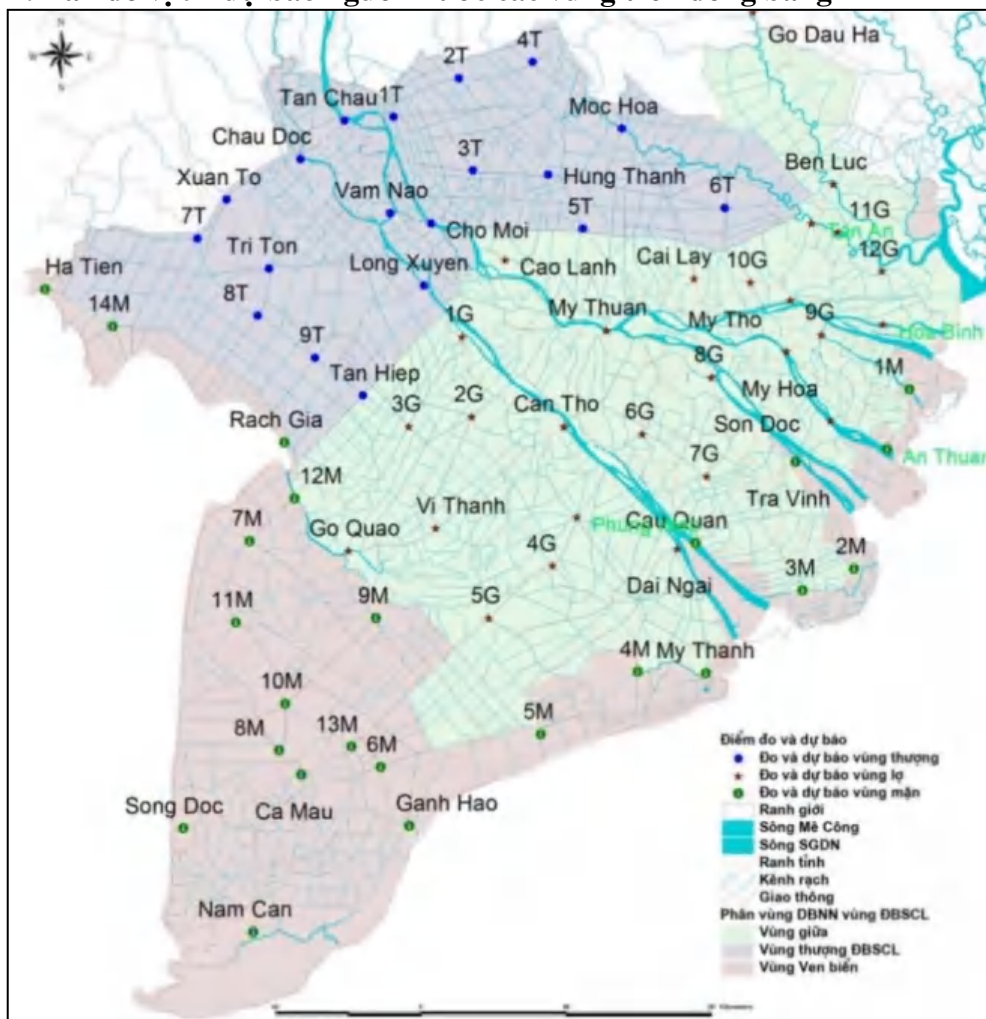 Go Dau Ha
4T
2T
Tan Chau
1T
Moc Hoa
Chau Doc
Ben Luc
3T
Xuan To
Hung Thanh
Vam Nao
6T
11G
7T
5T
Tan An
Tri Ton
Cho Moi
Ha Tien
Long Xuyen
Cao Lanh
Cai Lay
10G
12G
14M
8T
1G
My Thuan
My Tho
9G
Hoa Binh
9T
8G
1M
Tan Hiep
My Hoa
3G
2G
Can Tho
6G
Son Doc
Rach Gia
7G
An Thuan
12M
Tra Vinh
7M
Go Quao
Vi Thanh
Phung
Cau Quan
4G
2M
3M
Dai Ngai
11M
9M
5G
4M
My Thanh
10M
8M
13M
6M
5M
Song Doc
Ca Mau
Ganh Hao
Nam Can
Điểm đo và dự báo
Đo và dự báo vùng thượng
Đo và dự báo vùng lợ
Đo và dự báo vùng mặn
Ranh giới
Sông Mê Công
Sông SGDN
Ranh tỉnh
Kênh rạch
Giao thông
Phân vùng DBNN vùng ĐBSCL
Vùng giữa
Vùng thượng ĐBSCL
Vùng Ven biển